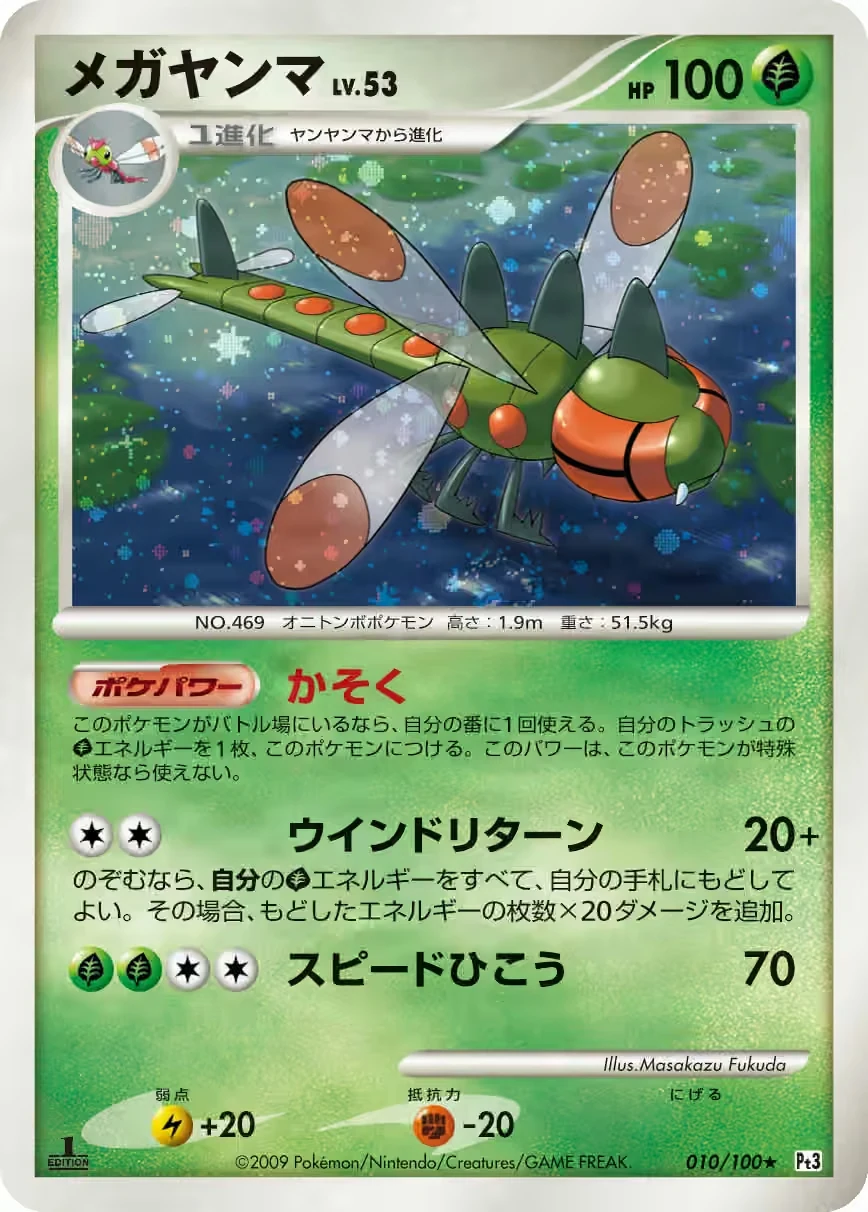 メガヤンマ LV.53 HP 100
1進化 ヤンヤンマから進化
NO.469 オニトンボポケモン 高さ：1.9m 重さ：51.5kg
ポケパワー かそく
このポケモンがバトル場にいるなら、自分の番に1回使える。自分のトラッシュの
エネルギーを1枚、このポケモンにつける。このパワーは、このポケモンが特殊
状態なら使えない。
ウインドリターン 20+
のぞむなら、自分のエネルギーをすべて、自分の手札にもどして
よい。その場合、もどしたエネルギーの枚数×20ダメージを追加。
スピードひこう 70
Illus.Masakazu Fukuda
弱点 抵抗力 にげる
+20 -20
1 EDITION ©2009 Pokémon/Nintendo/Creatures/GAME FREAK. 010/100★ Pt3